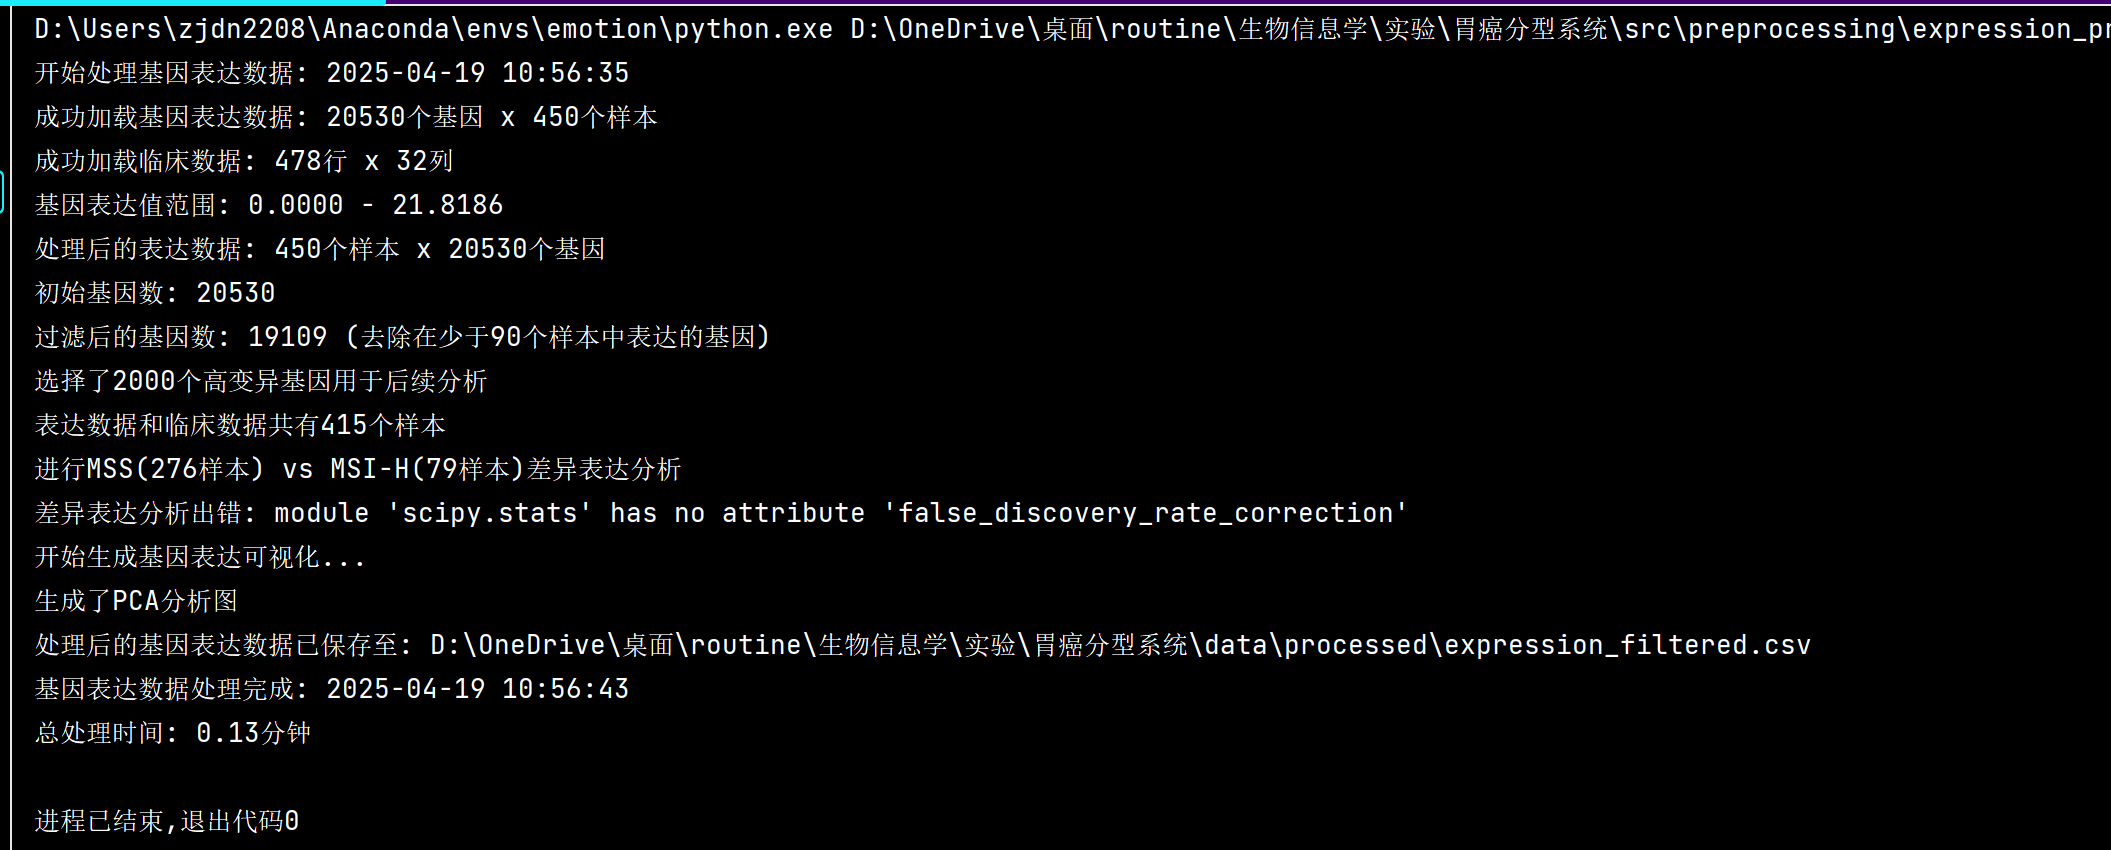 D:\Users\zjdn2208\Anaconda\envs\emotion\python.exe D:\OneDrive\桌面\routine\生物信息学\实验\胃癌分型系统\src\preprocessing\expression_pr
开始处理基因表达数据: 2025-04-19 10:56:35
成功加载基因表达数据: 20530个基因 x 450个样本
成功加载临床数据: 478行 x 32列
基因表达值范围: 0.0000 - 21.8186
处理后的表达数据: 450个样本 x 20530个基因
初始基因数: 20530
过滤后的基因数: 19109 (去除在少于90个样本中表达的基因)
选择了2000个高变异基因用于后续分析
表达数据和临床数据共有415个样本
进行MSS(276样本) vs MSI-H(79样本)差异表达分析
差异表达分析出错: module 'scipy.stats' has no attribute 'false_discovery_rate_correction'
开始生成基因表达可视化...
生成了PCA分析图
处理后的基因表达数据已保存至: D:\OneDrive\桌面\routine\生物信息学\实验\胃癌分型系统\data\processed\expression_filtered.csv
基因表达数据处理完成: 2025-04-19 10:56:43
总处理时间: 0.13分钟
进程已结束,退出代码0